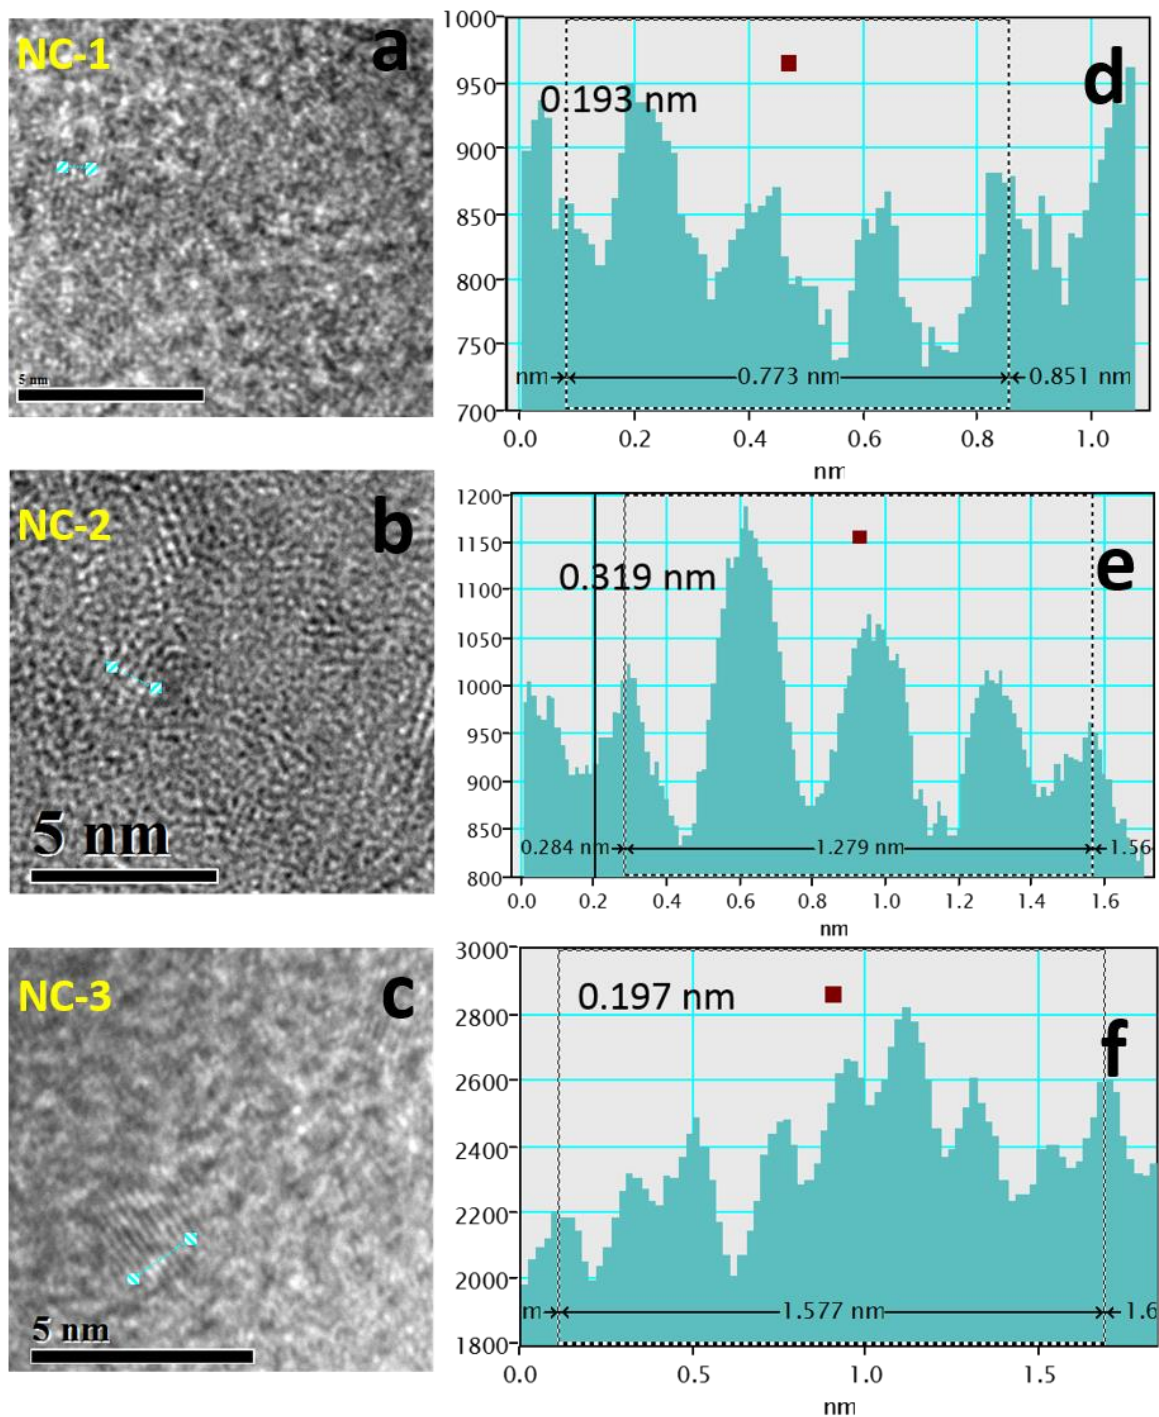 NC-1
a
5 nm
1000
950
900
850
800
750
700
0.193 nm
d
nm
0.773 nm
0.851 nm
0.0 0.2 0.4 0.6 0.8 1.0
nm
NC-2
b
5 nm
1200
1150
1100
1050
1000
950
900
850
800
0.319 nm
e
0.284 nm
1.279 nm
1.56
0.0 0.2 0.4 0.6 0.8 1.0 1.2 1.4 1.6
nm
NC-3
c
5 nm
3000
2800
2600
2400
2200
2000
1800
0.197 nm
f
m
1.577 nm
1.6
0.0 0.5 1.0 1.5
nm